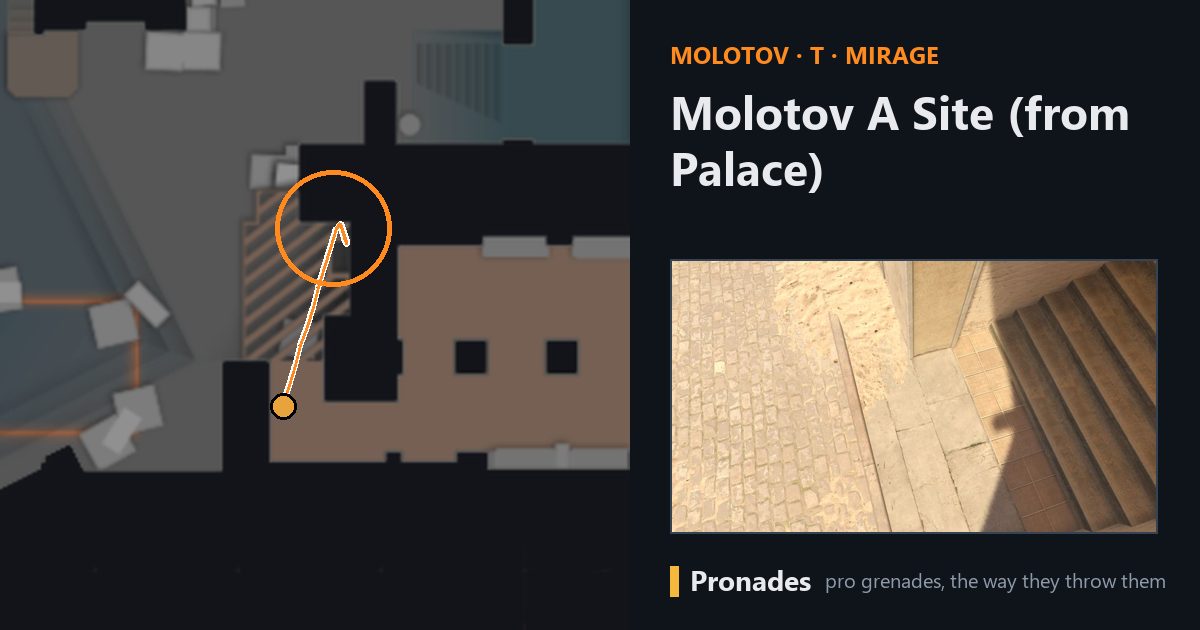 MOLOTOV · T · MIRAGE
Molotov A Site (from
Palace)
Pronades pro grenades, the way they throw them